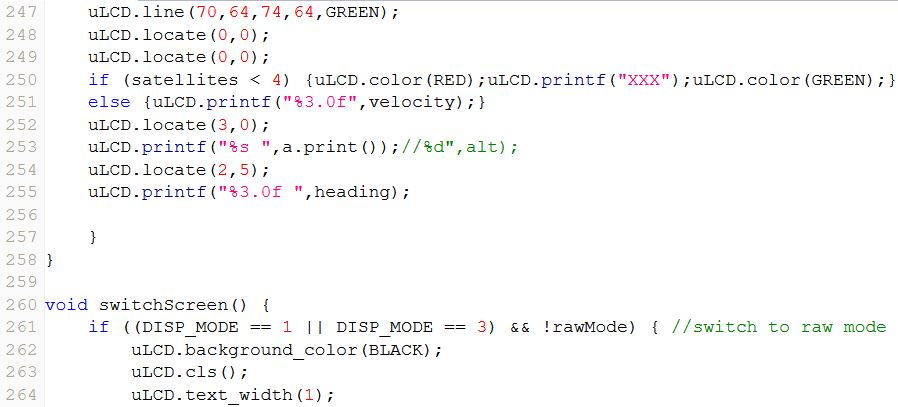 247 uLCD.line(70,64,74,64,GREEN);
248 uLCD.locate(0,0);
249 uLCD.locate(0,0);
250 if (satellites < 4) {uLCD.color(RED);uLCD.printf("XXX");uLCD.color(GREEN);}
251 else {uLCD.printf("%3.0f",velocity);}
252 uLCD.locate(3,0);
253 uLCD.printf("%s ",a.print());//%d",alt);
254 uLCD.locate(2,5);
255 uLCD.printf("%3.0f ",heading);
256
257 }
258 }
259
260 void switchScreen() {
261 if ((DISP_MODE == 1 || DISP_MODE == 3) && !rawMode) { //switch to raw mode
262 uLCD.background_color(BLACK);
263 uLCD.cls();
264 uLCD.text_width(1);